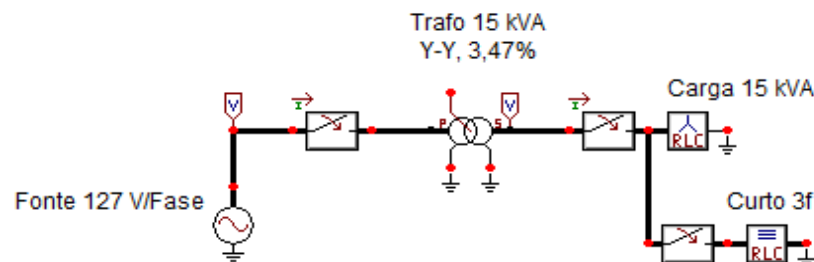 Trafo 15 kVA
Y-Y, 3,47%
Carga 15 kVA
V
I
P
S
V
I
RLC
Fonte 127 V/Fase
Curto 3f
RLC